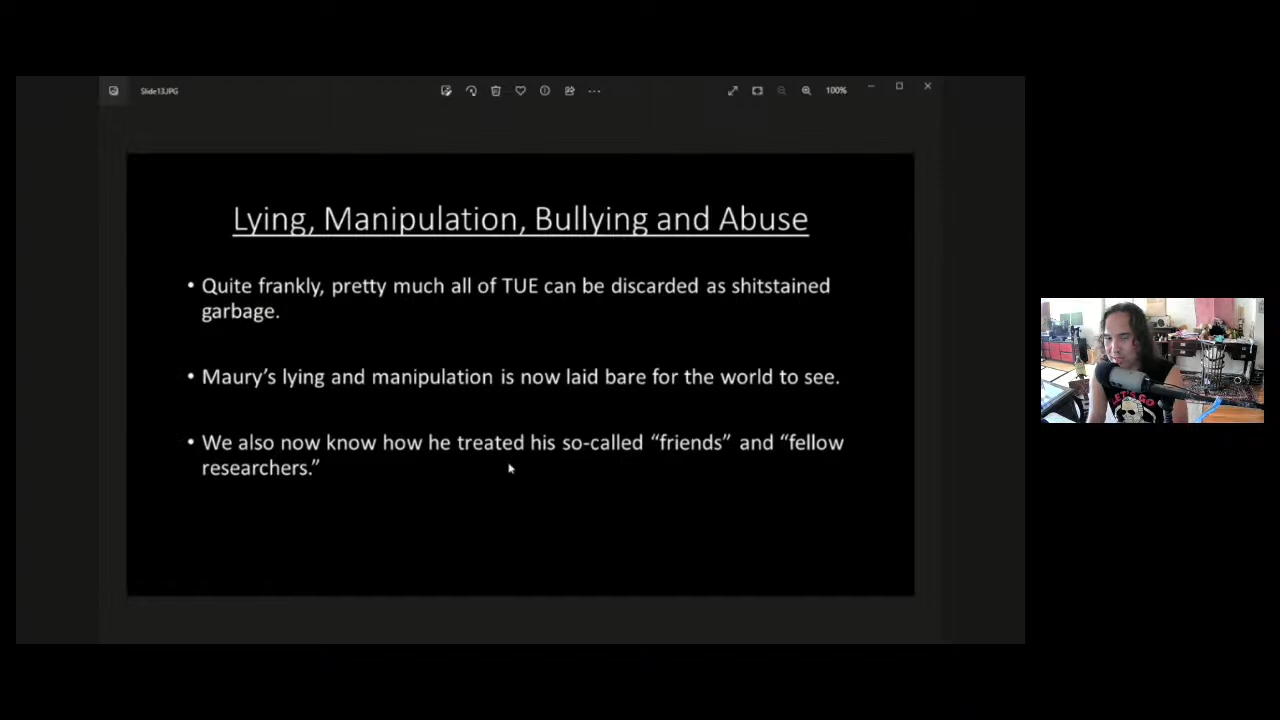 Slide13.JPG
100%
Lying, Manipulation, Bullying and Abuse
• Quite frankly, pretty much all of TUE can be discarded as shitstained
garbage.
• Maury’s lying and manipulation is now laid bare for the world to see.
• We also now know how he treated his so-called “friends” and “fellow
researchers.”
LET'S GO